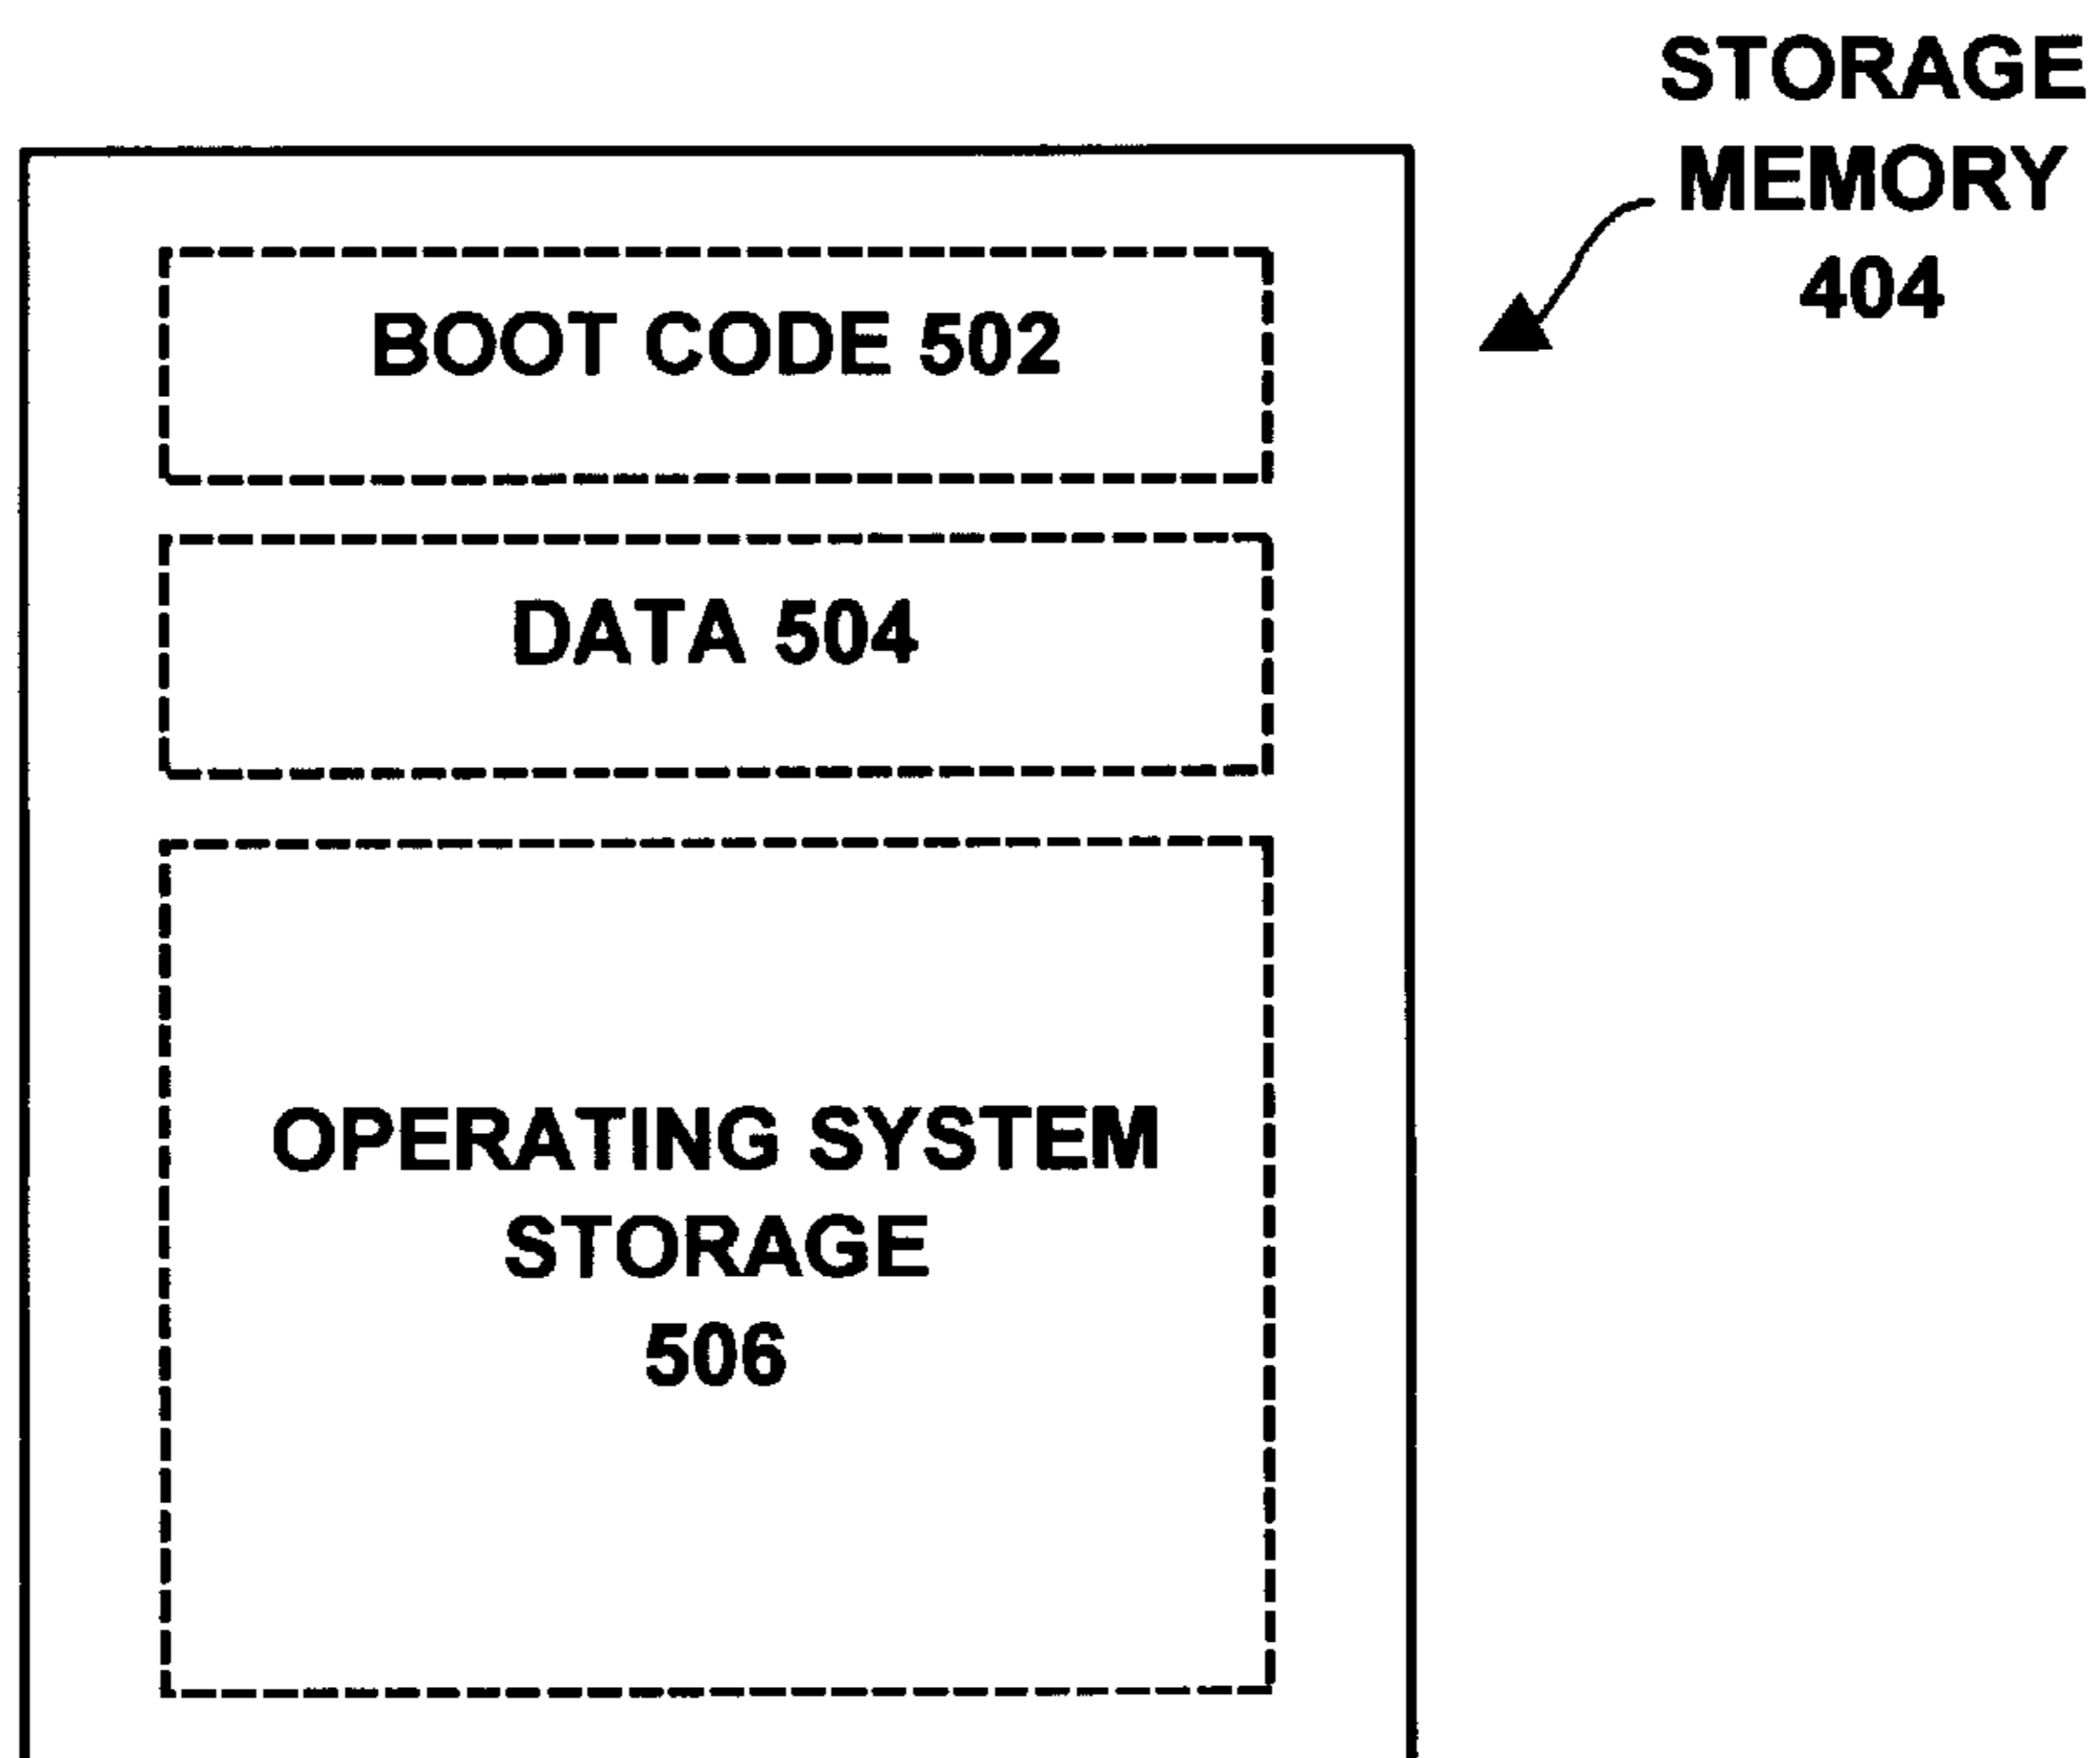 STORAGE
MEMORY
404
BOOT CODE 502
DATA 504
OPERATING SYSTEM
STORAGE
506